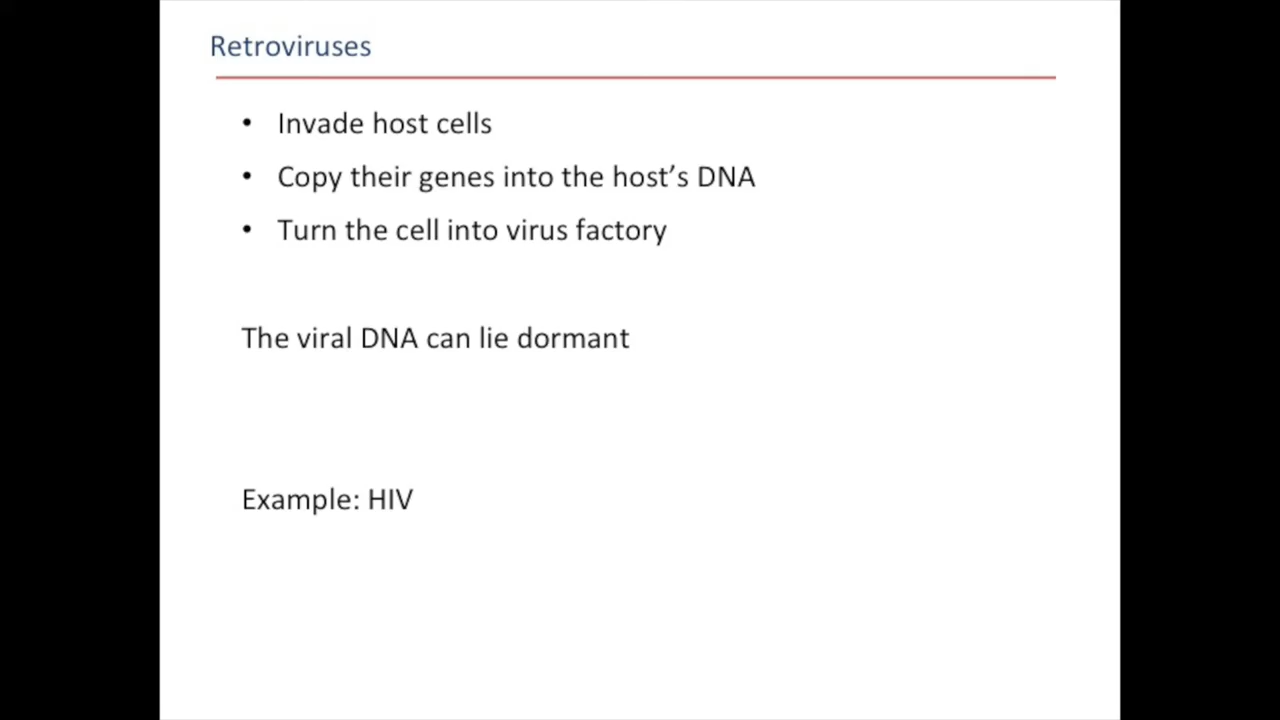 Retroviruses
• Invade host cells
• Copy their genes into the host’s DNA
• Turn the cell into virus factory
The viral DNA can lie dormant
Example: HIV